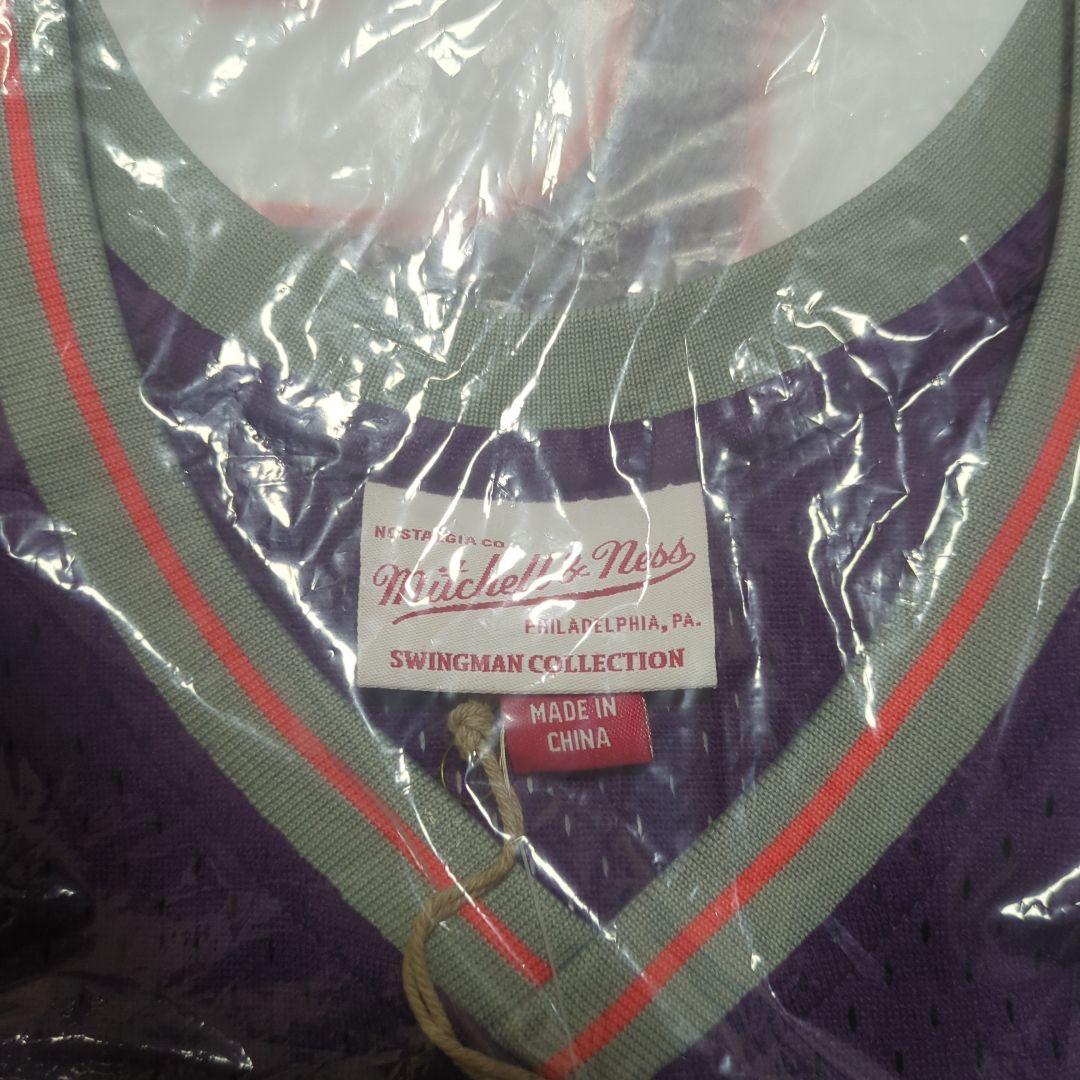 NOSTALGIA CO.
Mitchell & Ness
PHILADELPHIA, PA.
SWINGMAN COLLECTION
MADE IN
CHINA